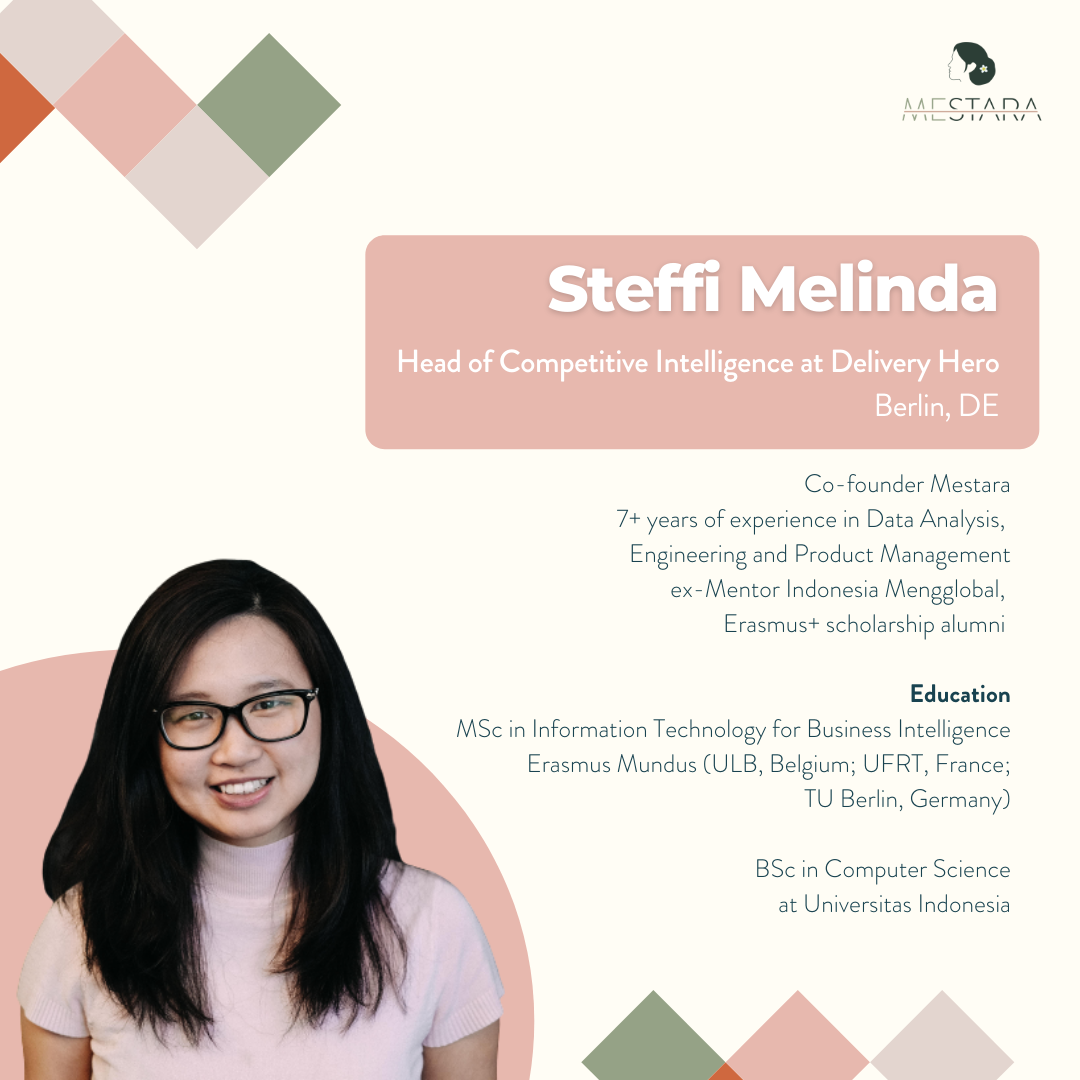 MESTARA
Steffi Melinda
Head of Competitive Intelligence at Delivery Hero
Berlin, DE
Co-founder Mestara
7+ years of experience in Data Analysis,
Engineering and Product Management
ex-Mentor Indonesia Mengglobal,
Erasmus+ scholarship alumni
Education
MSc in Information Technology for Business Intelligence
Erasmus Mundus (ULB, Belgium; UFRT, France;
TU Berlin, Germany)
BSc in Computer Science
at Universitas Indonesia